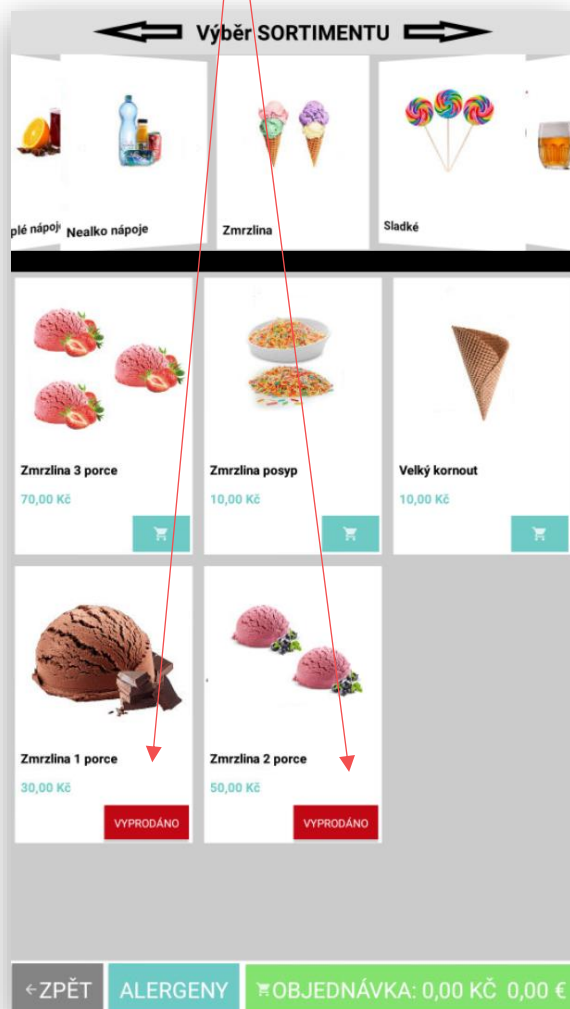 Výběr SORTIMENTU
plé nápoje
Nealko nápoje
Zmrzlina
Sladké
Zmrzlina 3 porce
70,00 Kč
Zmrzlina posyp
10,00 Kč
Velký kornout
10,00 Kč
Zmrzlina 1 porce
30,00 Kč
VYPRODÁNO
Zmrzlina 2 porce
50,00 Kč
VYPRODÁNO
←ZPĚT
ALERGENY
OBJEDNÁVKA: 0,00 KČ 0,00 €